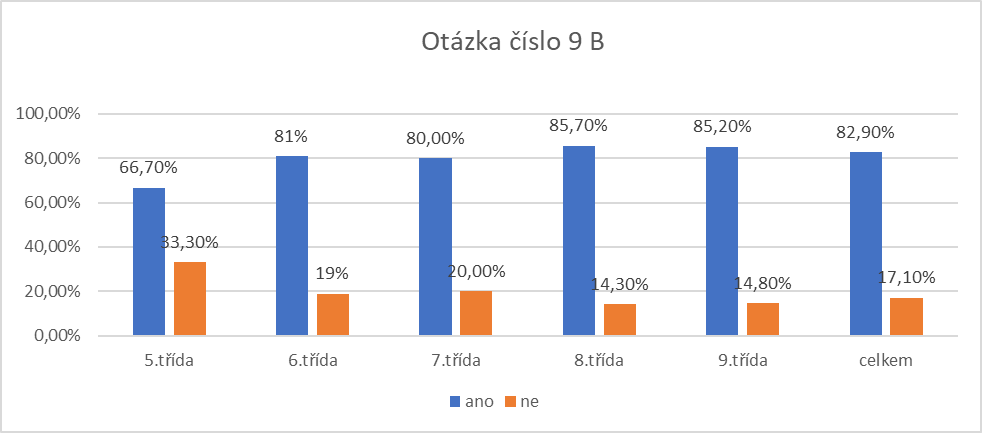 Otázka číslo 9 B
100,00%
80,00%
60,00%
40,00%
20,00%
0,00%
66,70%
81%
80,00%
85,70%
85,20%
82,90%
33,30%
19%
20,00%
14,30%
14,80%
17,10%
5.třída
6.třída
7.třída
8.třída
9.třída
celkem
ano
ne